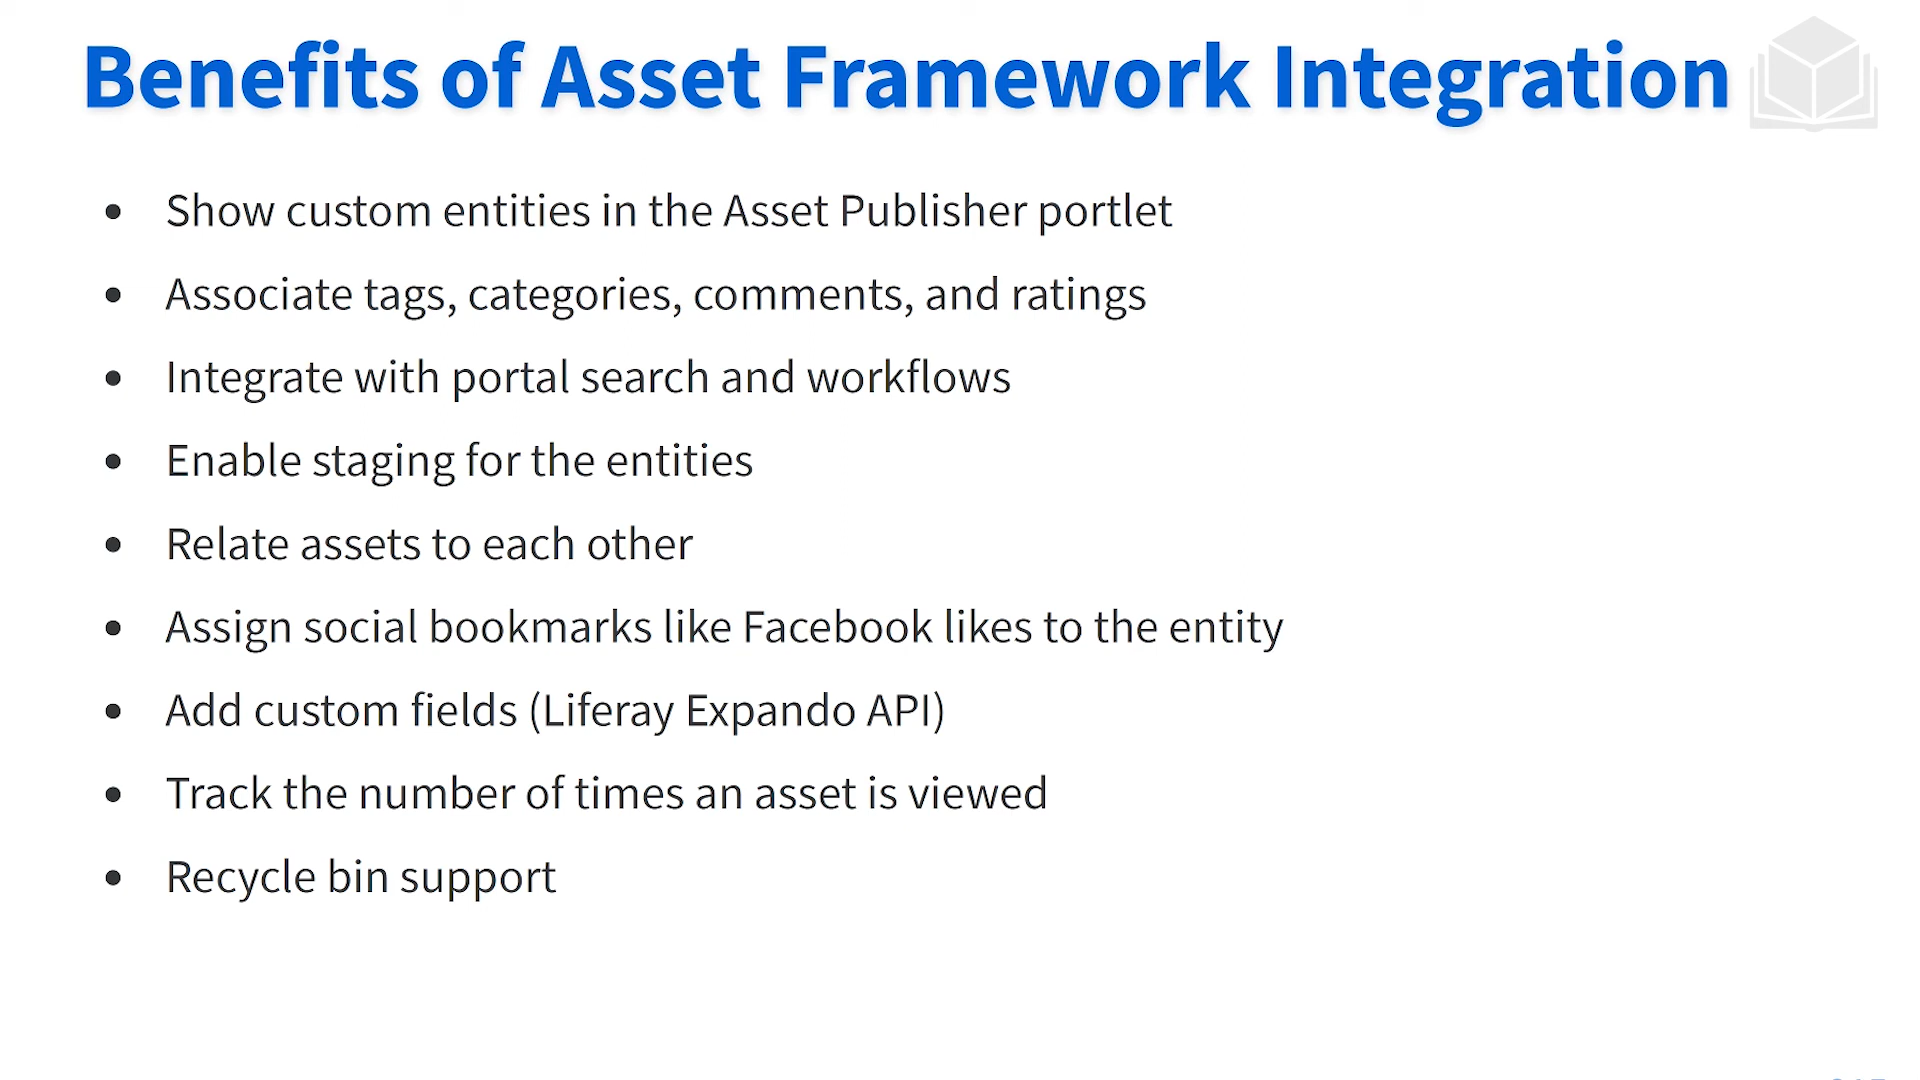 Benefits of Asset Framework Integration
• Show custom entities in the Asset Publisher portlet
• Associate tags, categories, comments, and ratings
• Integrate with portal search and workflows
• Enable staging for the entities
• Relate assets to each other
• Assign social bookmarks like Facebook likes to the entity
• Add custom fields (Liferay Expando API)
• Track the number of times an asset is viewed
• Recycle bin support